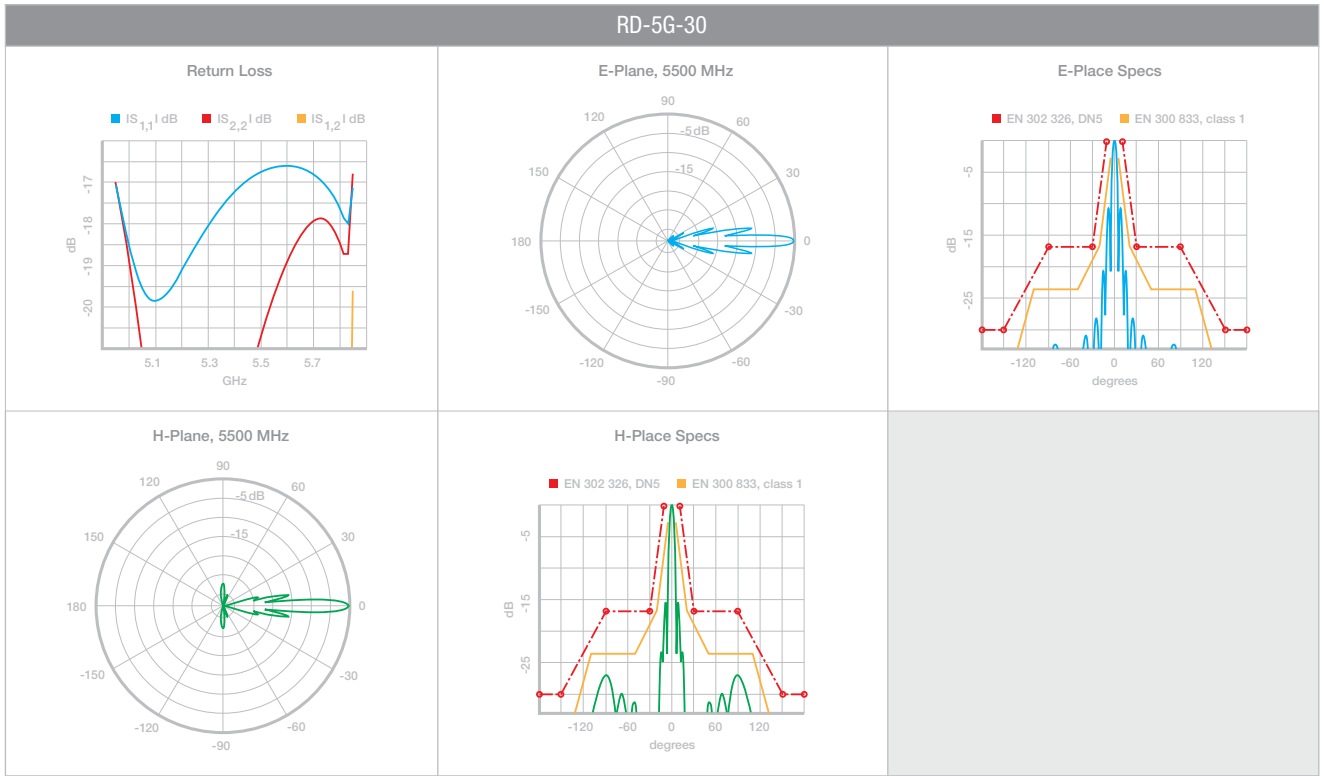 RD-5G-30
Return Loss
IS1,1I dB IS2,2I dB IS1,2I dB
-17
-18
-19
-20
dB
5.1 5.3 5.5 5.7
GHz
E-Plane, 5500 MHz
90
120 60
-5 dB
150 -15 30
180 0
-150 -30
-120 -60
-90
E-Place Specs
EN 302 326, DN5 EN 300 833, class 1
-5
-15
-25
dB
-120 -60 0 60 120
degrees
H-Plane, 5500 MHz
90
120 60
-5 dB
150 -15 30
180 0
-150 -30
-120 -60
-90
H-Place Specs
EN 302 326, DN5 EN 300 833, class 1
-5
-15
-25
dB
-120 -60 0 60 120
degrees